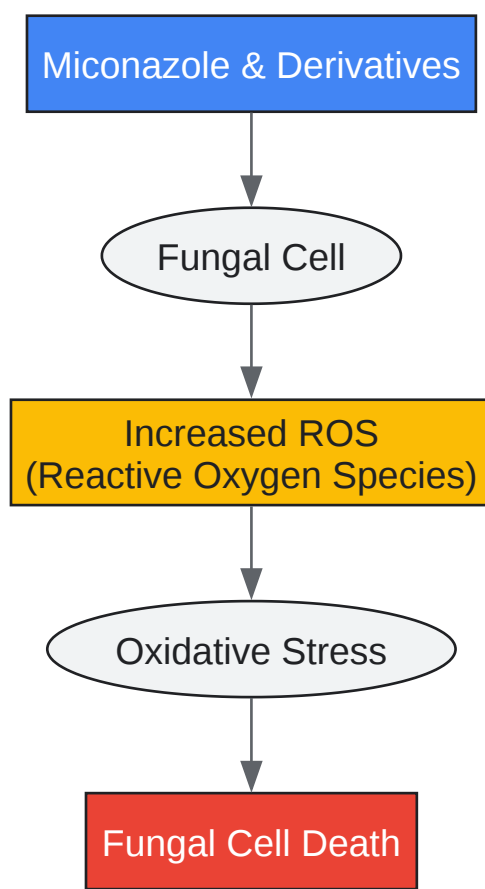 Miconazole & Derivatives
Fungal Cell
Increased ROS
(Reactive Oxygen Species)
Oxidative Stress
Fungal Cell Death